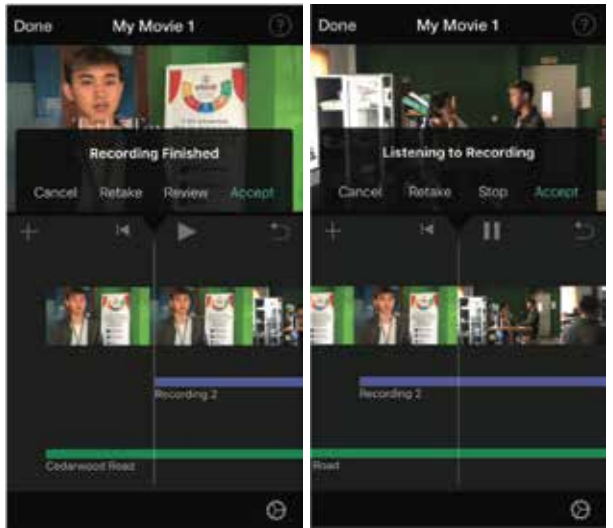 Done My Movie 1 ?
Recording Finished
Cancel Retake Review Accept
Recording 2
Cedarwood Road
Done My Movie 1 ?
Listening to Recording
Cancel Retake Stop Accept
Recording 2
Road